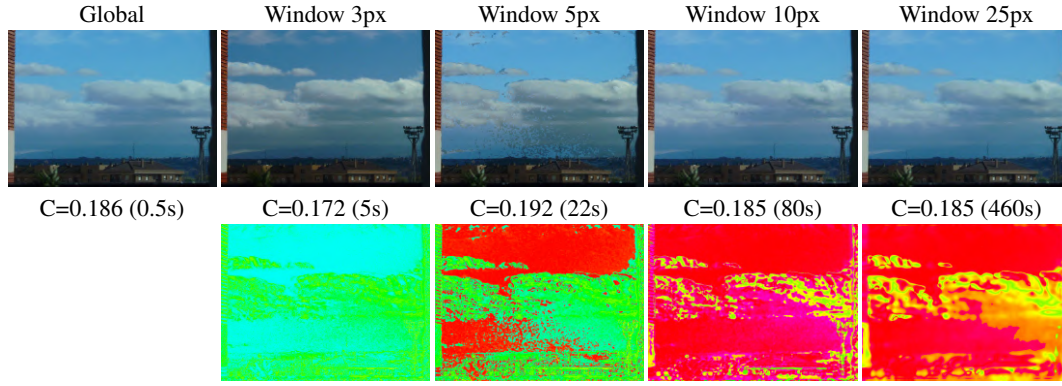 Global Window 3px Window 5px Window 10px Window 25px
C=0.186 (0.5s) C=0.172 (5s) C=0.192 (22s) C=0.185 (80s) C=0.185 (460s)